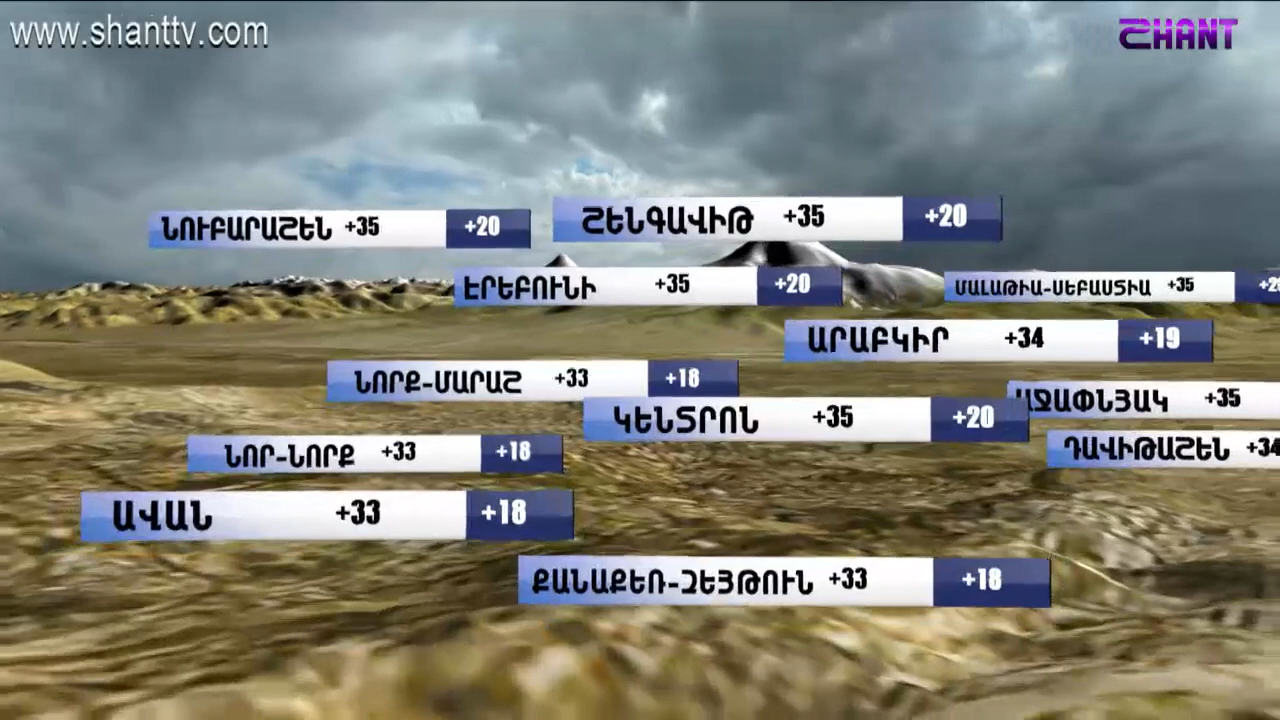 www.shanttv.com
SHANT
ՆՈՒԲԱՐԱՇԵՆ +35 +20
ՇԵՆԳԱՎԻԹ +35 +20
ԷՐԵԲՈՒՆԻ +35 +20
ՄԱԼԱԹԻԱ-ՍԵԲԱՍՏԻԱ +35
ԱՐԱԲԿԻՐ +34 +19
ՆՈՐՔ-ՄԱՐԱՇ +33 +18
ԱՋԱՓՆՅԱԿ +35
ԿԵՆՏՐՈՆ +35 +20
ՆՈՐ-ՆՈՐՔ +33 +18
ԴԱՎԻԹԱՇԵՆ +34
ԱՎԱՆ +33 +18
ՔԱՆԱՔԵՌ-ԶԵՅԹՈՒՆ +33 +18